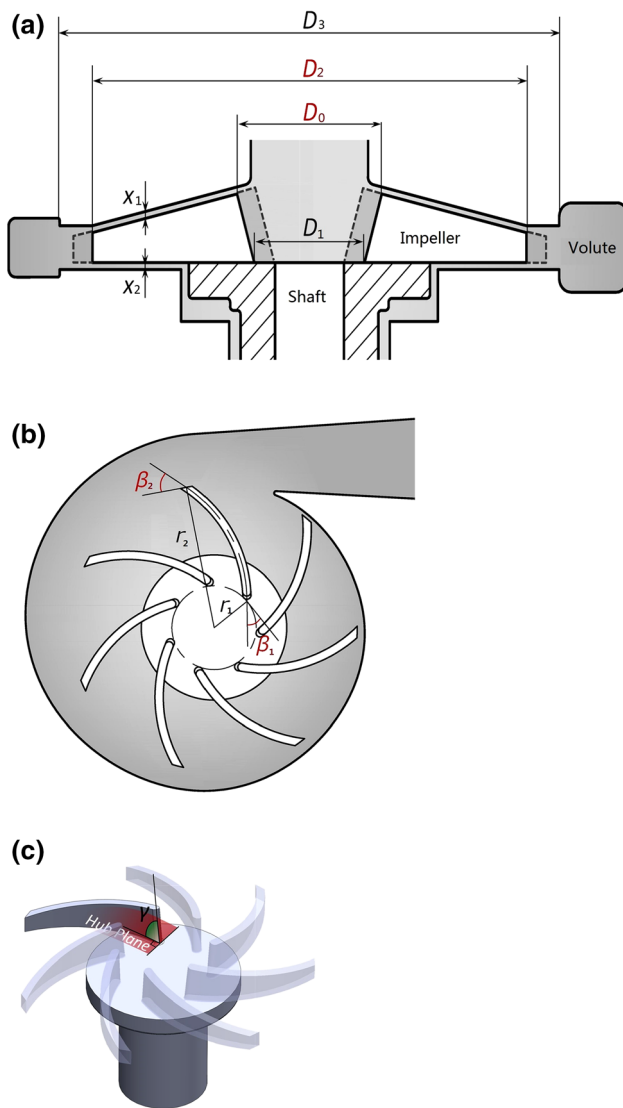 (a)
D₃
D₂
D₀
x₁
D₁
Impeller
Volute
x₂
Shaft
(b)
β₂
r₂
r₁
β₁
(c)
γ
Hub Plane